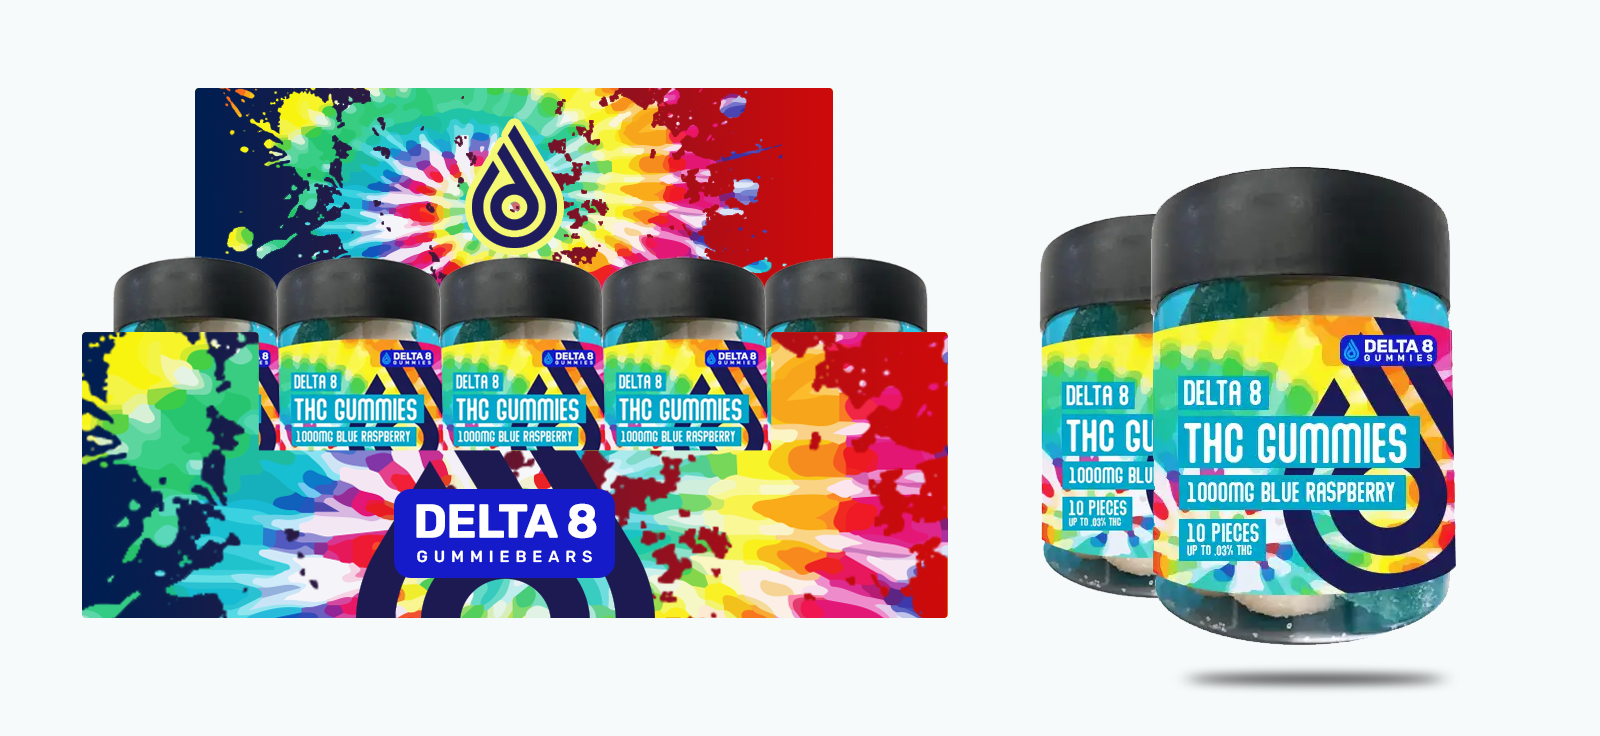 DELTA 8
GUMMIES
DELTA 8
THC GUMMIES
1000MG BLUE RASPBERRY
DELTA 8
GUMMIES
DELTA 8
THC GUMMIES
1000MG BLUE RASPBERRY
DELTA 8
GUMMIES
DELTA 8
THC GUMMIES
1000MG BLUE RASPBERRY
DELTA 8
GUMMIEBEARS
DELTA 8
THC GU
1000MG BLU
10 PIECES
UP TO .03% THC
DELTA 8
GUMMIES
DELTA 8
THC GUMMIES
1000MG BLUE RASPBERRY
10 PIECES
UP TO .03% THC